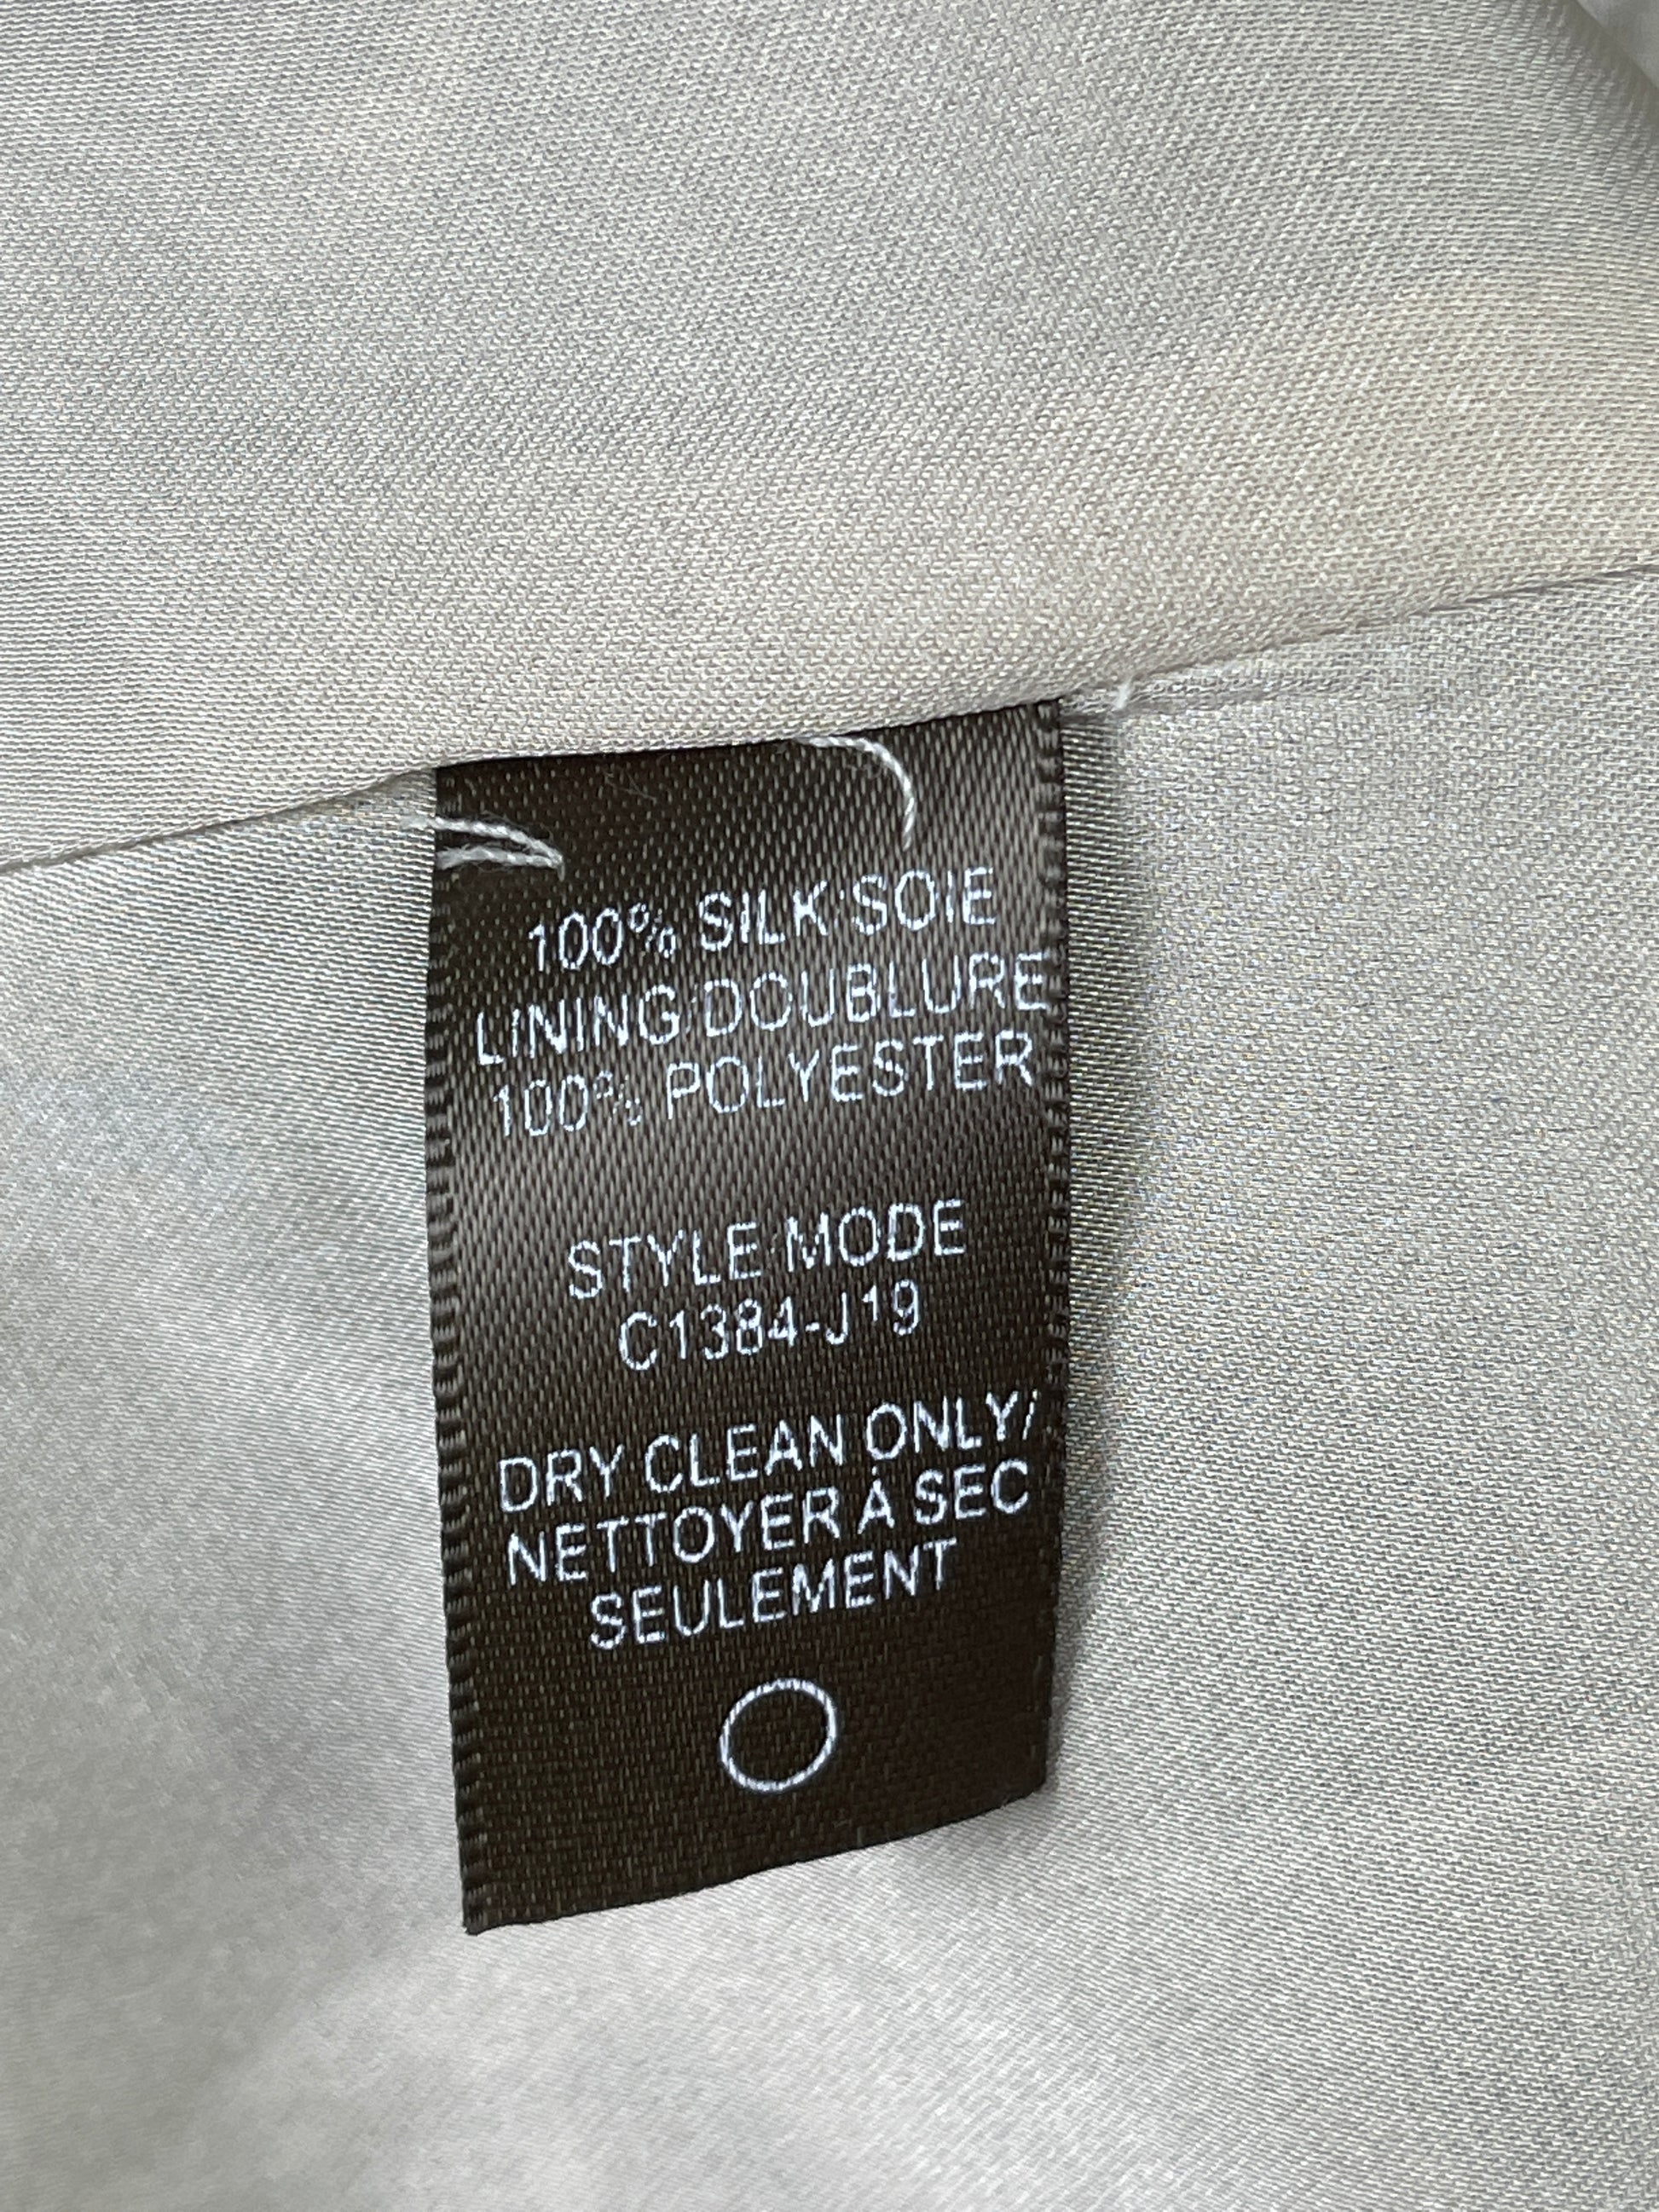 100% SILK/SOIE
LINING/DOUBLURE
100% POLYESTER
STYLE/MODE
C1384-J19
DRY CLEAN ONLY/
NETTOYER À SEC
SEULEMENT